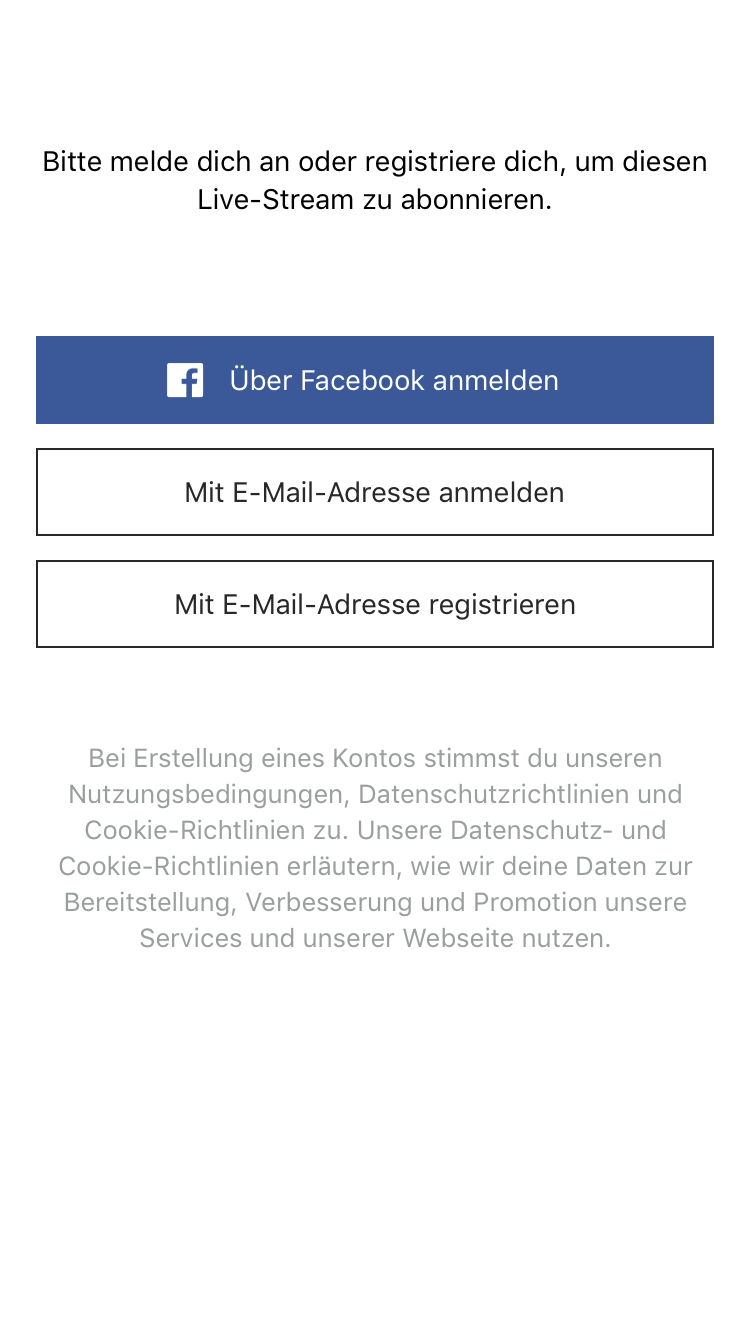 Bitte melde dich an oder registriere dich, um diesen
Live-Stream zu abonnieren.
Über Facebook anmelden
Mit E-Mail-Adresse anmelden
Mit E-Mail-Adresse registrieren
Bei Erstellung eines Kontos stimmst du unseren
Nutzungsbedingungen, Datenschutzrichtlinien und
Cookie-Richtlinien zu. Unsere Datenschutz- und
Cookie-Richtlinien erläutern, wie wir deine Daten zur
Bereitstellung, Verbesserung und Promotion unsere
Services und unserer Webseite nutzen.